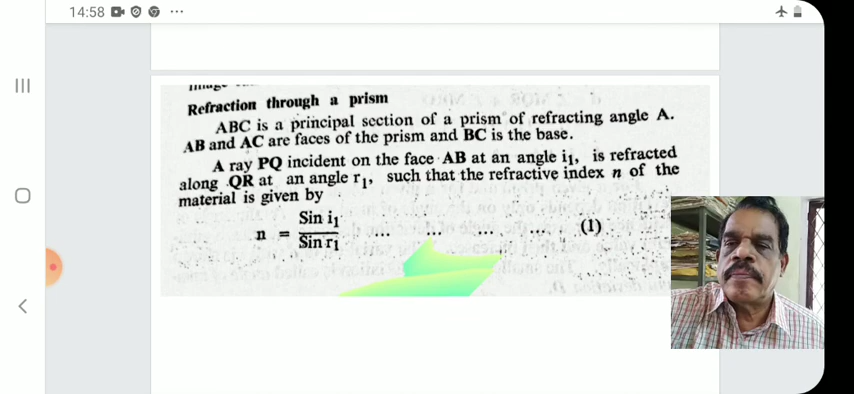 14:58
Refraction through a prism
ABC is a principal section of a prism of refracting angle A.
AB and AC are faces of the prism and BC is the base.
A ray PQ incident on the face AB at an angle i₁, is refracted
along QR at an angle r₁, such that the refractive index n of the
material is given by
n = Sin i₁ / Sin r₁ ... ... ... ... (1)